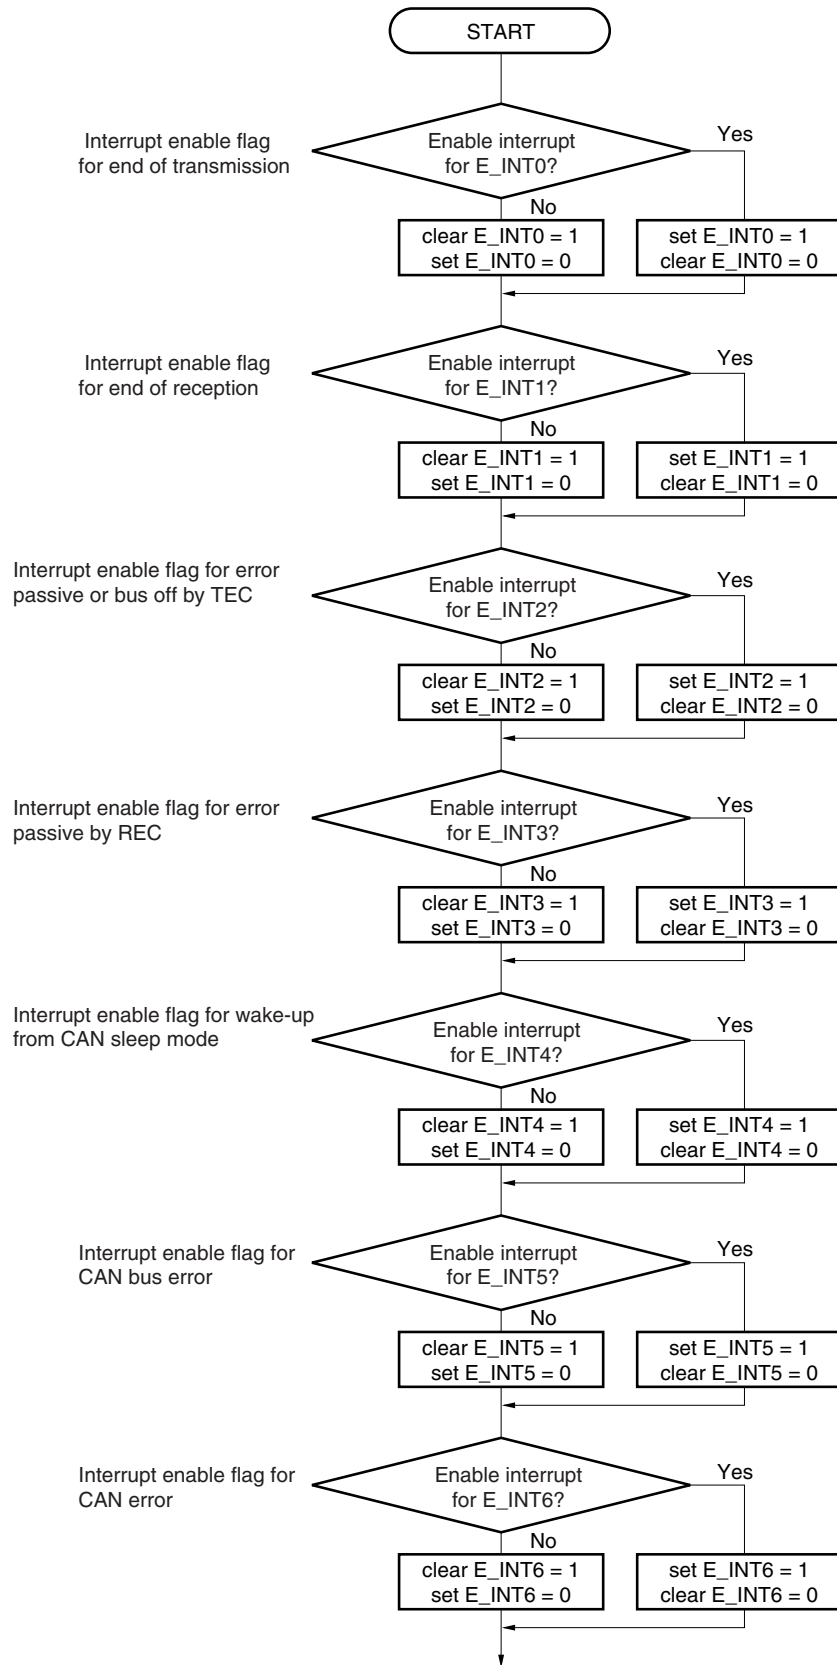 START
Interrupt enable flag
for end of transmission
Enable interrupt
for E_INT0?
Yes
No
clear E_INT0 = 1
set E_INT0 = 0
set E_INT0 = 1
clear E_INT0 = 0
Interrupt enable flag
for end of reception
Enable interrupt
for E_INT1?
Yes
No
clear E_INT1 = 1
set E_INT1 = 0
set E_INT1 = 1
clear E_INT1 = 0
Interrupt enable flag for error
passive or bus off by TEC
Enable interrupt
for E_INT2?
Yes
No
clear E_INT2 = 1
set E_INT2 = 0
set E_INT2 = 1
clear E_INT2 = 0
Interrupt enable flag for error
passive by REC
Enable interrupt
for E_INT3?
Yes
No
clear E_INT3 = 1
set E_INT3 = 0
set E_INT3 = 1
clear E_INT3 = 0
Interrupt enable flag for wake-up
from CAN sleep mode
Enable interrupt
for E_INT4?
Yes
No
clear E_INT4 = 1
set E_INT4 = 0
set E_INT4 = 1
clear E_INT4 = 0
Interrupt enable flag for
CAN bus error
Enable interrupt
for E_INT5?
Yes
No
clear E_INT5 = 1
set E_INT5 = 0
set E_INT5 = 1
clear E_INT5 = 0
Interrupt enable flag for
CAN error
Enable interrupt
for E_INT6?
Yes
No
clear E_INT6 = 1
set E_INT6 = 0
set E_INT6 = 1
clear E_INT6 = 0